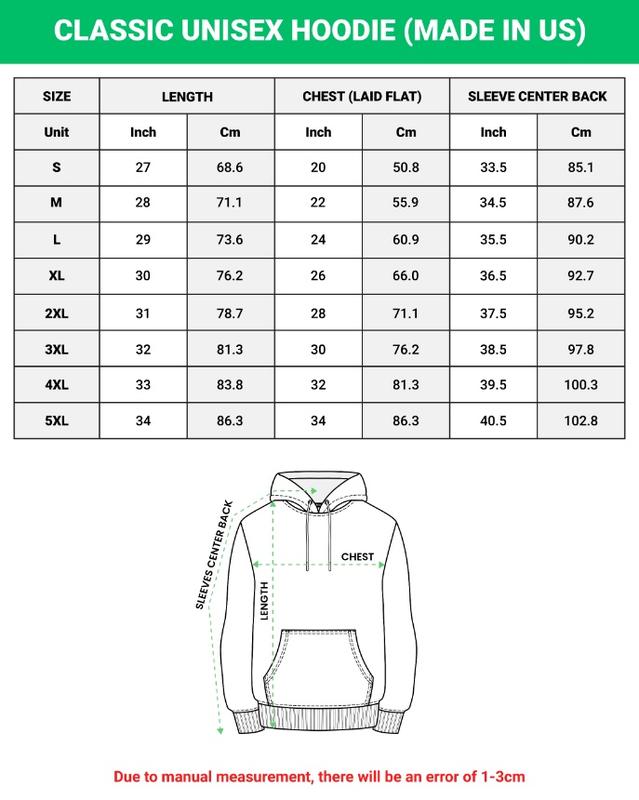 CLASSIC UNISEX HOODIE (MADE IN US)
SIZE LENGTH CHEST (LAID FLAT) SLEEVE CENTER BACK
Unit Inch Cm Inch Cm Inch Cm
S 27 68.6 20 50.8 33.5 85.1
M 28 71.1 22 55.9 34.5 87.6
L 29 73.6 24 60.9 35.5 90.2
XL 30 76.2 26 66.0 36.5 92.7
2XL 31 78.7 28 71.1 37.5 95.2
3XL 32 81.3 30 76.2 38.5 97.8
4XL 33 83.8 32 81.3 39.5 100.3
5XL 34 86.3 34 86.3 40.5 102.8
SLEEVES CENTER BACK
CHEST
LENGTH
Due to manual measurement, there will be an error of 1-3cm